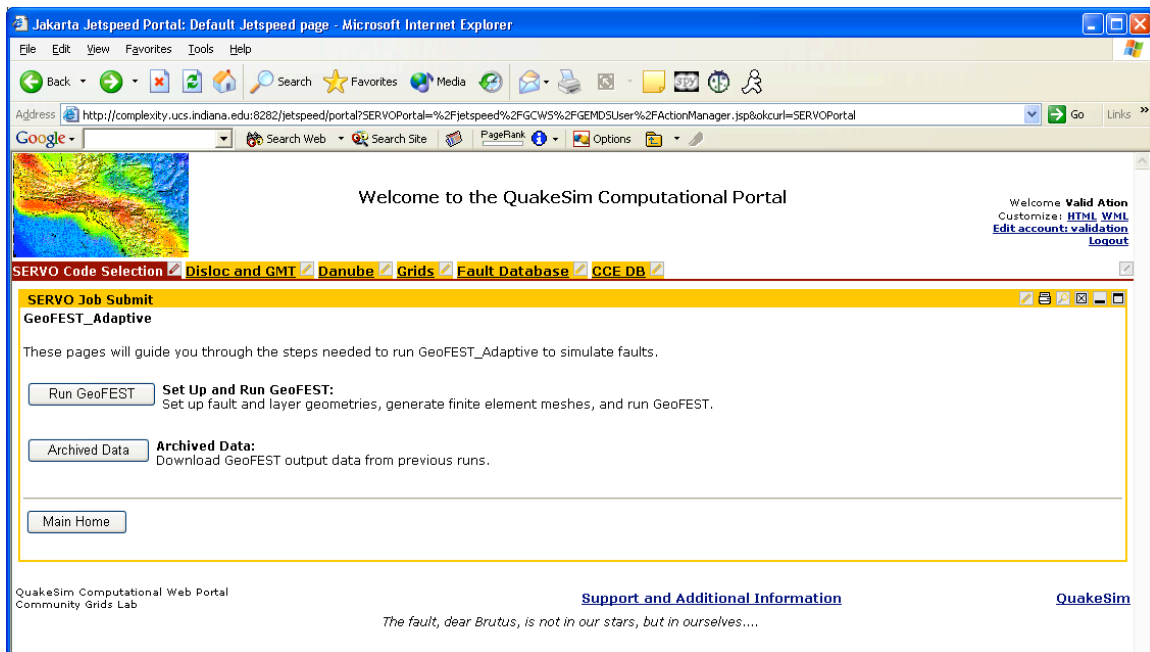 Jakarta Jetspeed Portal: Default Jetspeed page - Microsoft Internet Explorer
File Edit View Favorites Tools Help
Back Search Favorites Media SPY
Address http://complexity.ucs.indiana.edu:8282/jetspeed/portal?SERVOPortal=%2Fjetspeed%2FGCWS%2FGEMDSUser%2FActionManager.jsp&okcurl=SERVOPortal Go Links »
Google Search Web Search Site PageRank Options
Welcome to the QuakeSim Computational Portal
Welcome Valid Ation
Customize: HTML WML
Edit account: validation
Logout
SERVO Code Selection Disloc and GMT Danube Grids Fault Database CCE DB
SERVO Job Submit
GeoFEST_Adaptive
These pages will guide you through the steps needed to run GeoFEST_Adaptive to simulate faults.
Run GeoFEST Set Up and Run GeoFEST:
Set up fault and layer geometries, generate finite element meshes, and run GeoFEST.
Archived Data Archived Data:
Download GeoFEST output data from previous runs.
Main Home
QuakeSim Computational Web Portal
Community Grids Lab
Support and Additional Information
QuakeSim
The fault, dear Brutus, is not in our stars, but in ourselves....